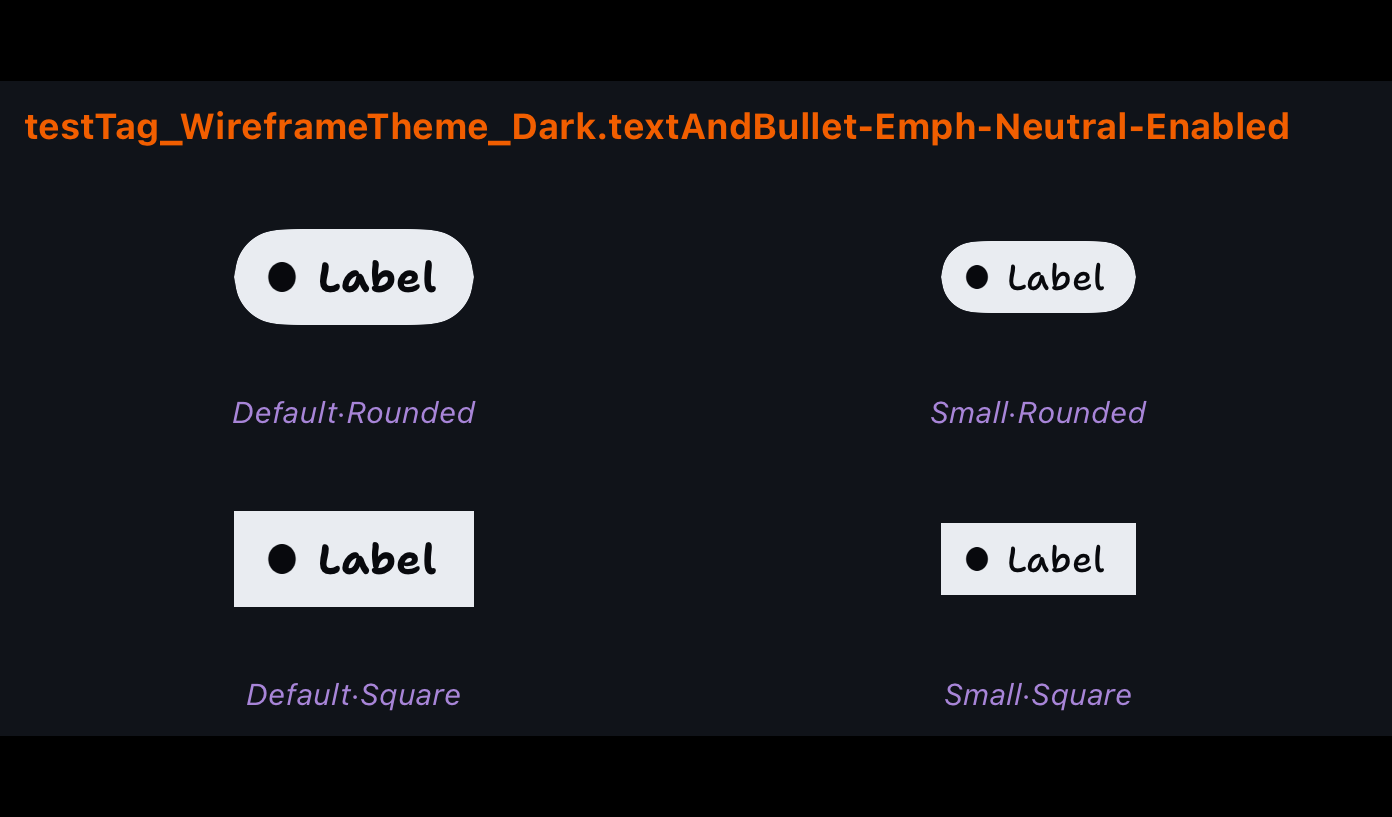 testTag_WireframeTheme_Dark.textAndBullet-Emph-Neutral-Enabled
Label
Label
Default·Rounded
Small·Rounded
Label
Label
Default·Square
Small·Square